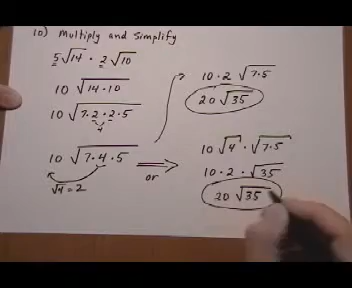 10) Multiply and Simplify
5√14 · 2√10
10√14·10
10√7·2·2·5
4
10√7·4·5
√4 = 2
or
10·2√7·5
20√35
10√4·√7·5
10·2·√35
20√35